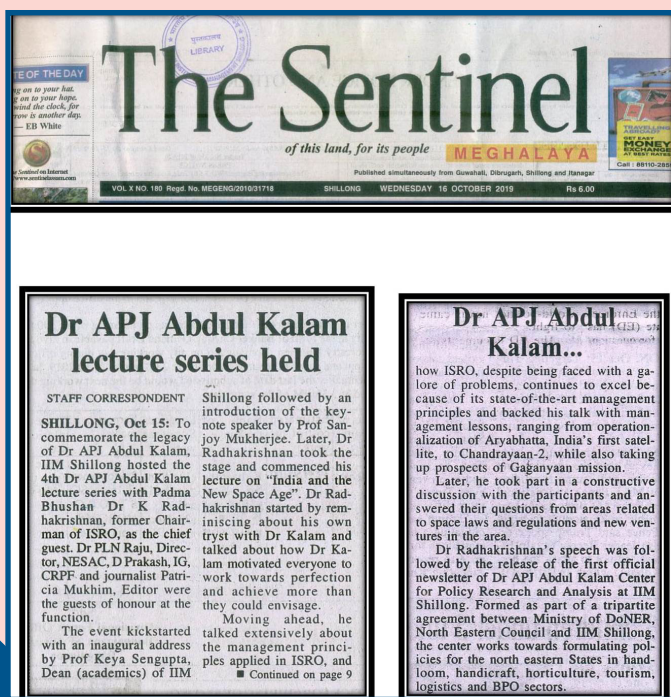 LIBRARY
TE OF THE DAY
ng on to your hat.
g on to your hope.
wind the clock, for
rrow is another day.
— EB White
e Sentinel on Internet
www.sentinelassam.com
The Sentinel
of this land, for its people
MEGHALAYA
Published simultaneously from Guwahati, Dibrugarh, Shillong and Itanagar
VOL X NO. 180 Regd. No. MEGENG/2010/31718 SHILLONG WEDNESDAY 16 OCTOBER 2019 Rs 6.00
TRAVELLING
ABROAD?
GET EASY
MONEY
EXCHANGE
AT BEST RATES
Dr APJ Abdul Kalam
lecture series held
STAFF CORRESPONDENT
SHILLONG, Oct 15: To
commemorate the legacy
of Dr APJ Abdul Kalam,
IIM Shillong hosted the
4th Dr APJ Abdul Kalam
lecture series with Padma
Bhushan Dr K Rad-
hakrishnan, former Chair-
man of ISRO, as the chief
guest. Dr PLN Raju, Direc-
tor, NESAC, D Prakash, IG,
CRPF and journalist Patri-
cia Mukhim, Editor were
the guests of honour at the
function.
The event kickstarted
with an inaugural address
by Prof Keya Sengupta,
Dean (academics) of IIM
Shillong followed by an
introduction of the key-
note speaker by Prof San-
joy Mukherjee. Later, Dr
Radhakrishnan took the
stage and commenced his
lecture on "India and the
New Space Age". Dr Rad-
hakrishnan started by rem-
iniscing about his own
tryst with Dr Kalam and
talked about how Dr Ka-
lam motivated everyone to
work towards perfection
and achieve more than
they could envisage.
Moving ahead, he
talked extensively about
the management princi-
ples applied in ISRO, and
■ Continued on page 9
Dr APJ Abdul
Kalam...
how ISRO, despite being faced with a ga-
lore of problems, continues to excel be-
cause of its state-of-the-art management
principles and backed his talk with man-
agement lessons, ranging from operation-
alization of Aryabhatta, India's first satel-
lite, to Chandrayaan-2, while also taking
up prospects of Gaganyaan mission.
Later, he took part in a constructive
discussion with the participants and an-
swered their questions from areas related
to space laws and regulations and new ven-
tures in the area.
Dr Radhakrishnan's speech was fol-
lowed by the release of the first official
newsletter of Dr APJ Abdul Kalam Center
for Policy Research and Analysis at IIM
Shillong. Formed as part of a tripartite
agreement between Ministry of DoNER,
North Eastern Council and IIM Shillong,
the center works towards formulating pol-
icies for the north eastern States in hand-
loom, handicraft, horticulture, tourism,
logistics and BPO sectors.